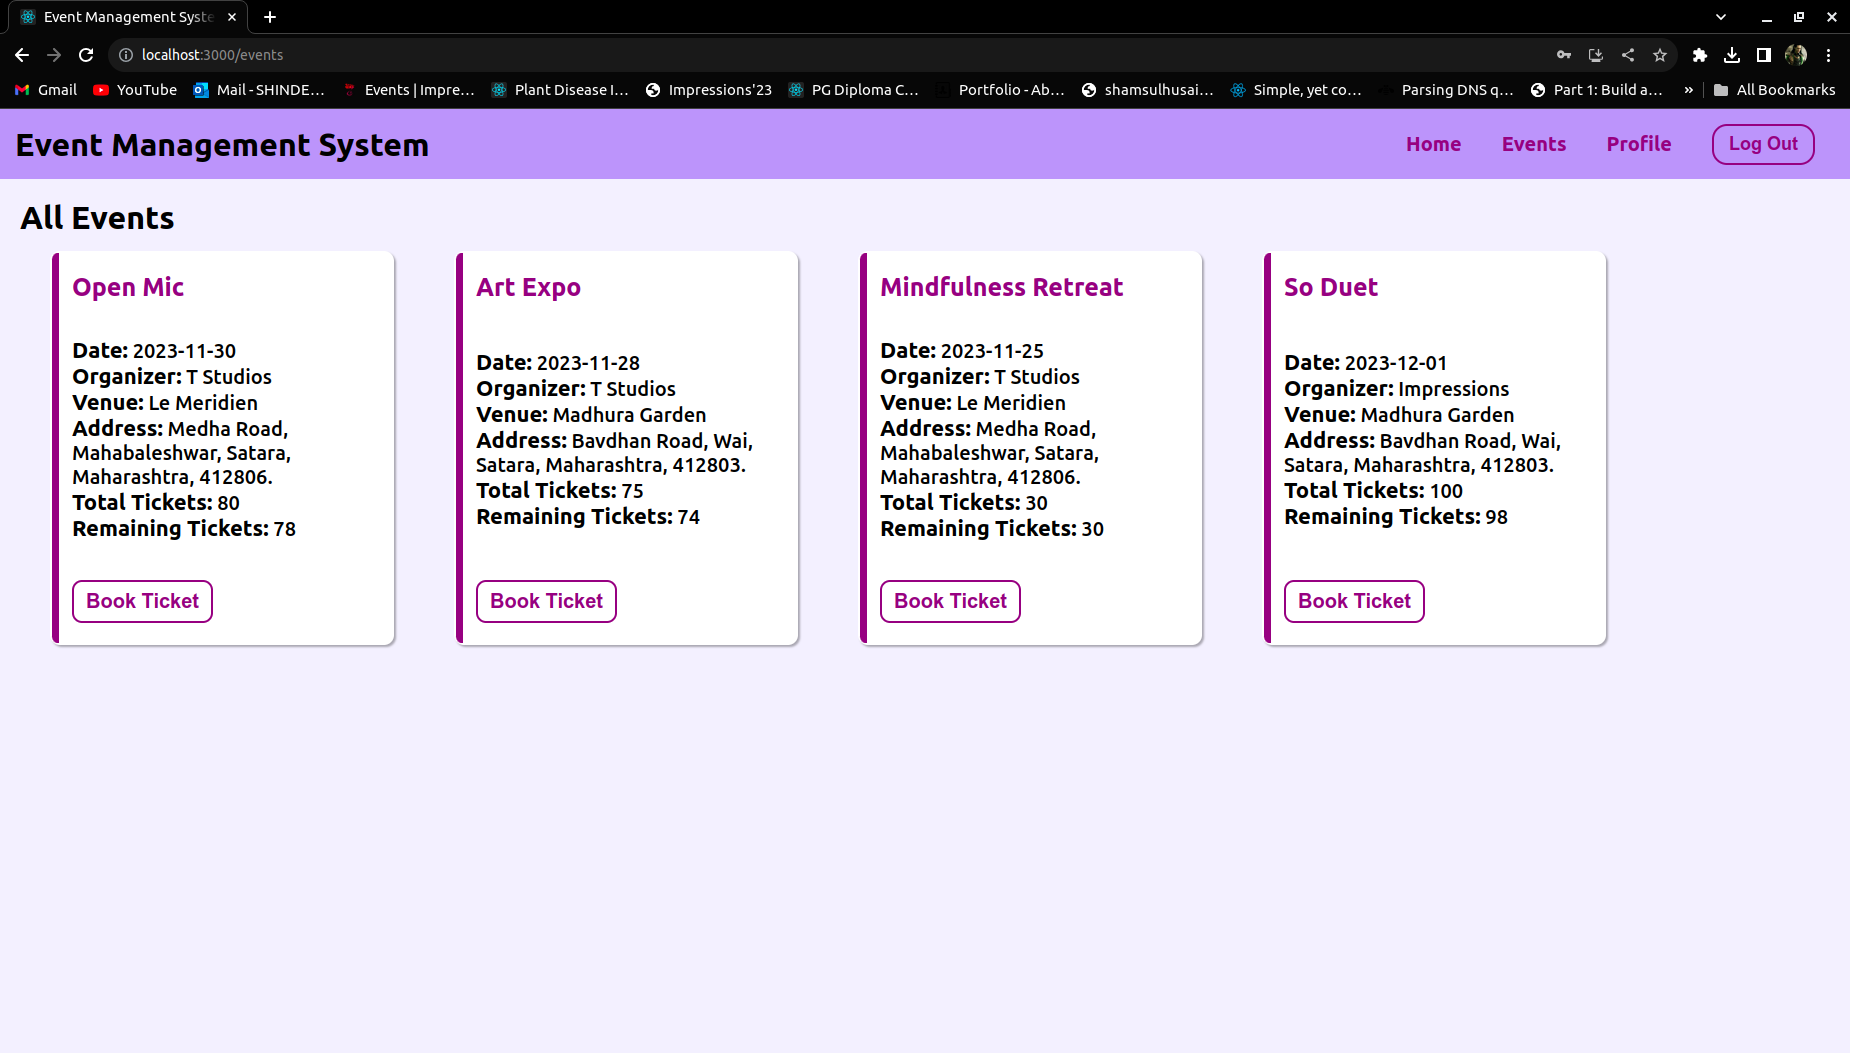 Event Management Syste
localhost:3000/events
Gmail
YouTube
Mail - SHINDE...
Events | Impre...
Plant Disease I...
Impressions'23
PG Diploma C...
Portfolio - Ab...
shamsulhusai...
Simple, yet co...
Parsing DNS q...
Part 1: Build a...
»
All Bookmarks
Event Management System
Home
Events
Profile
Log Out
All Events
Open Mic
Date: 2023-11-30
Organizer: T Studios
Venue: Le Meridien
Address: Medha Road,
Mahabaleshwar, Satara,
Maharashtra, 412806.
Total Tickets: 80
Remaining Tickets: 78
Book Ticket
Art Expo
Date: 2023-11-28
Organizer: T Studios
Venue: Madhura Garden
Address: Bavdhan Road, Wai,
Satara, Maharashtra, 412803.
Total Tickets: 75
Remaining Tickets: 74
Book Ticket
Mindfulness Retreat
Date: 2023-11-25
Organizer: T Studios
Venue: Le Meridien
Address: Medha Road,
Mahabaleshwar, Satara,
Maharashtra, 412806.
Total Tickets: 30
Remaining Tickets: 30
Book Ticket
So Duet
Date: 2023-12-01
Organizer: Impressions
Venue: Madhura Garden
Address: Bavdhan Road, Wai,
Satara, Maharashtra, 412803.
Total Tickets: 100
Remaining Tickets: 98
Book Ticket